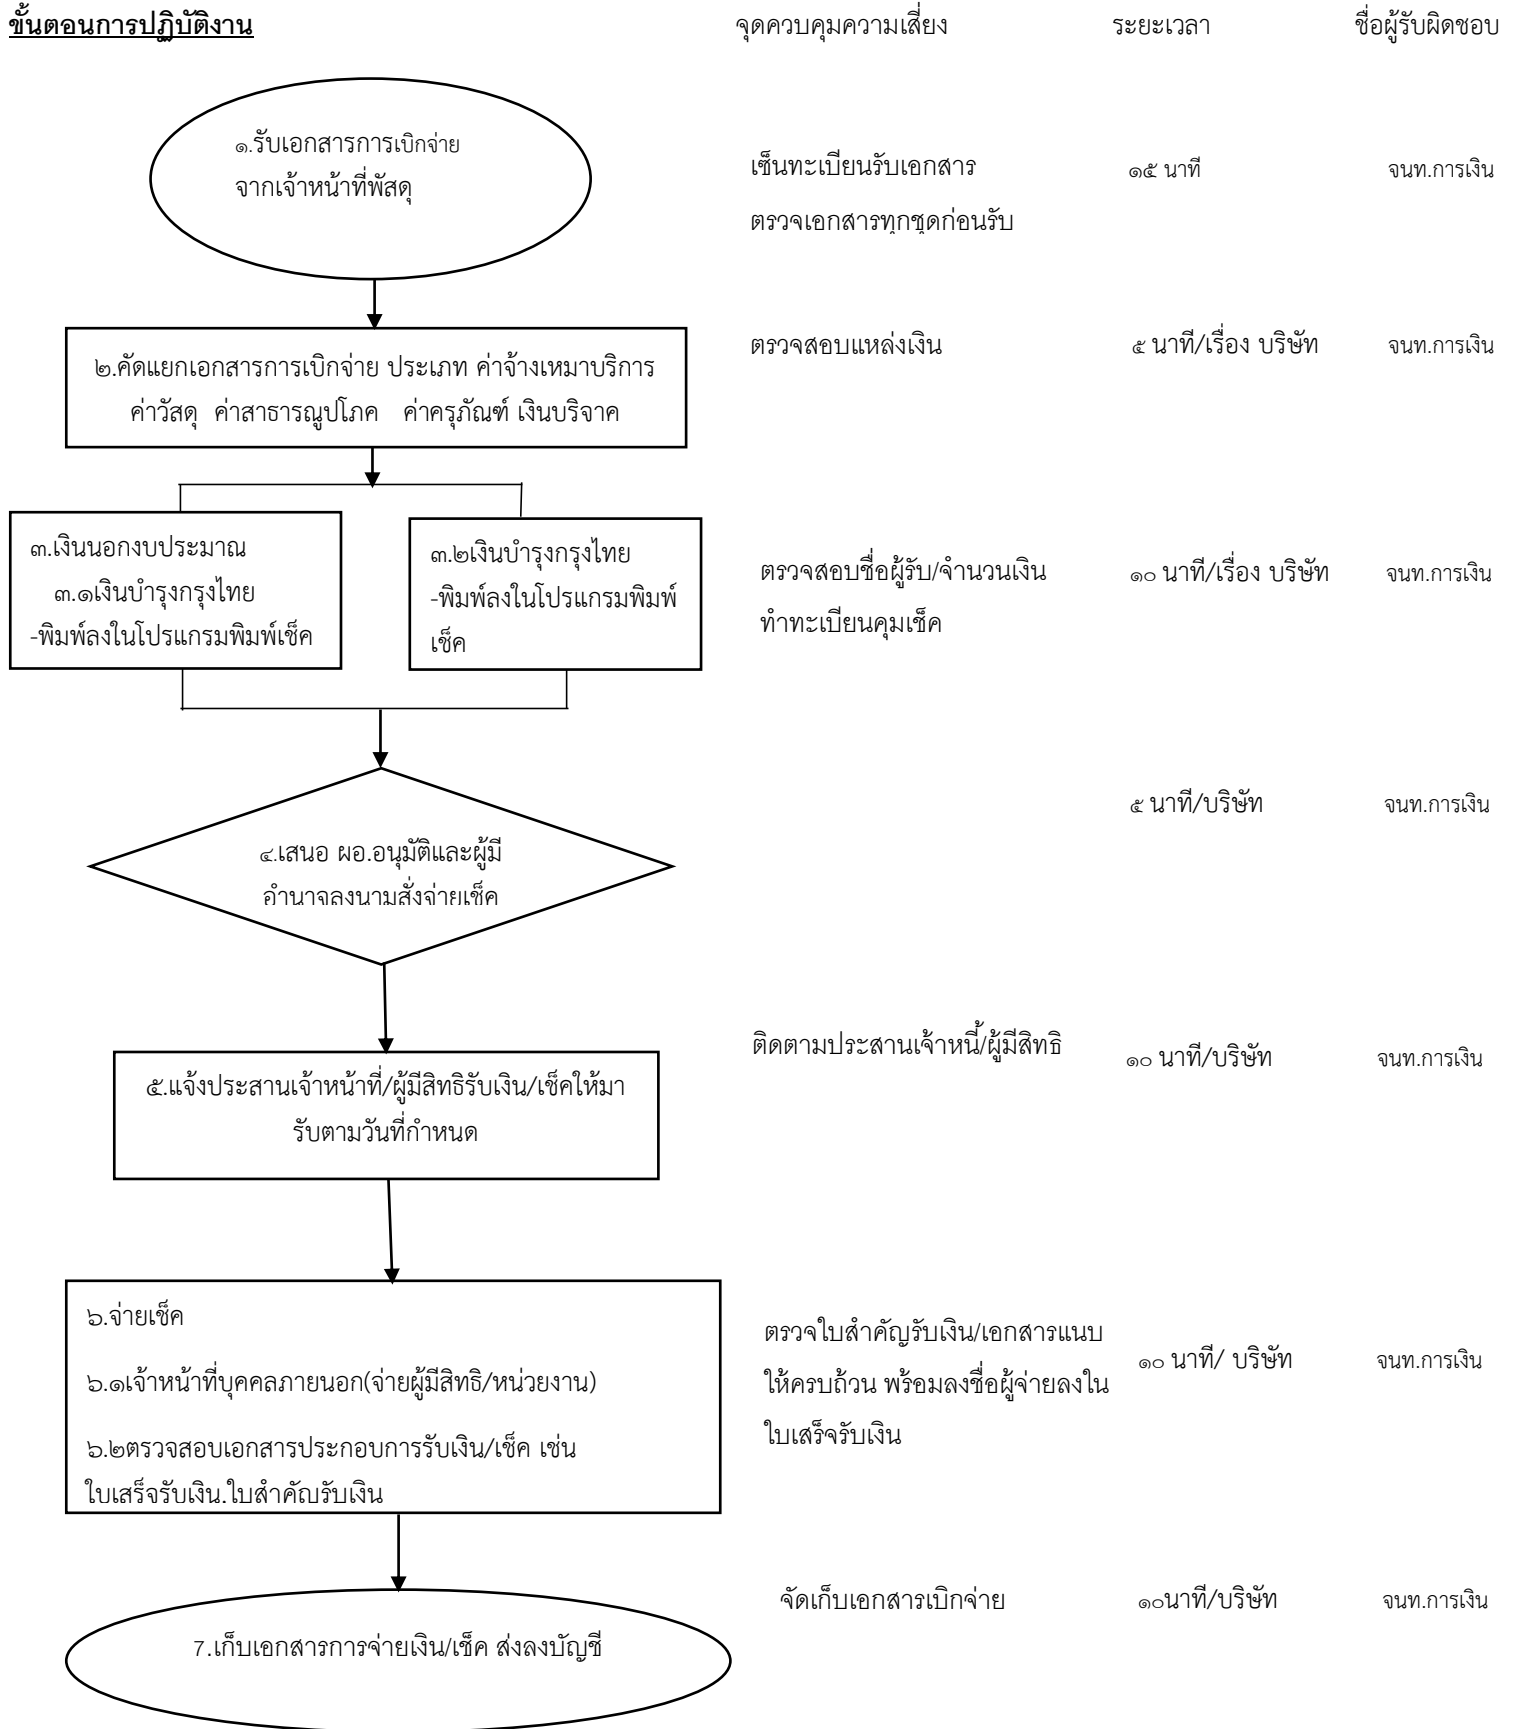 ขั้นตอนการปฏิบัติงาน จุดควบคุมความเสี่ยง ระยะเวลา ชื่อผู้รับผิดชอบ
๑.รับเอกสารการเบิกจ่าย
จากเจ้าหน้าที่พัสดุ
เซ็นทะเบียนรับเอกสาร ๑๕ นาที จนท.การเงิน
ตรวจเอกสารทุกชุดก่อนรับ
๒.คัดแยกเอกสารการเบิกจ่าย ประเภท ค่าจ้างเหมาบริการ
ค่าวัสดุ ค่าสาธารณูปโภค ค่าครุภัณฑ์ เงินบริจาค
ตรวจสอบแหล่งเงิน ๕ นาที/เรื่อง บริษัท จนท.การเงิน
๓.เงินนอกงบประมาณ
๓.๑เงินบำรุงกรุงไทย
-พิมพ์ลงในโปรแกรมพิมพ์เช็ค
๓.๒เงินบำรุงกรุงไทย
-พิมพ์ลงในโปรแกรมพิมพ์
เช็ค
ตรวจสอบชื่อผู้รับ/จำนวนเงิน ๑๐ นาที/เรื่อง บริษัท จนท.การเงิน
ทำทะเบียนคุมเช็ค
๔.เสนอ ผอ.อนุมัติและผู้มี
อำนาจลงนามสั่งจ่ายเช็ค
๕ นาที/บริษัท จนท.การเงิน
๕.แจ้งประสานเจ้าหน้าที่/ผู้มีสิทธิรับเงิน/เช็คให้มา
รับตามวันที่กำหนด
ติดตามประสานเจ้าหนี้/ผู้มีสิทธิ ๑๐ นาที/บริษัท จนท.การเงิน
๖.จ่ายเช็ค
๖.๑เจ้าหน้าที่บุคคลภายนอก(จ่ายผู้มีสิทธิ/หน่วยงาน)
๖.๒ตรวจสอบเอกสารประกอบการรับเงิน/เช็ค เช่น
ใบเสร็จรับเงิน.ใบสำคัญรับเงิน
ตรวจใบสำคัญรับเงิน/เอกสารแนบ ๑๐ นาที/ บริษัท จนท.การเงิน
ให้ครบถ้วน พร้อมลงชื่อผู้จ่ายลงใน
ใบเสร็จรับเงิน
7.เก็บเอกสารการจ่ายเงิน/เช็ค ส่งลงบัญชี
จัดเก็บเอกสารเบิกจ่าย ๑๐นาที/บริษัท จนท.การเงิน